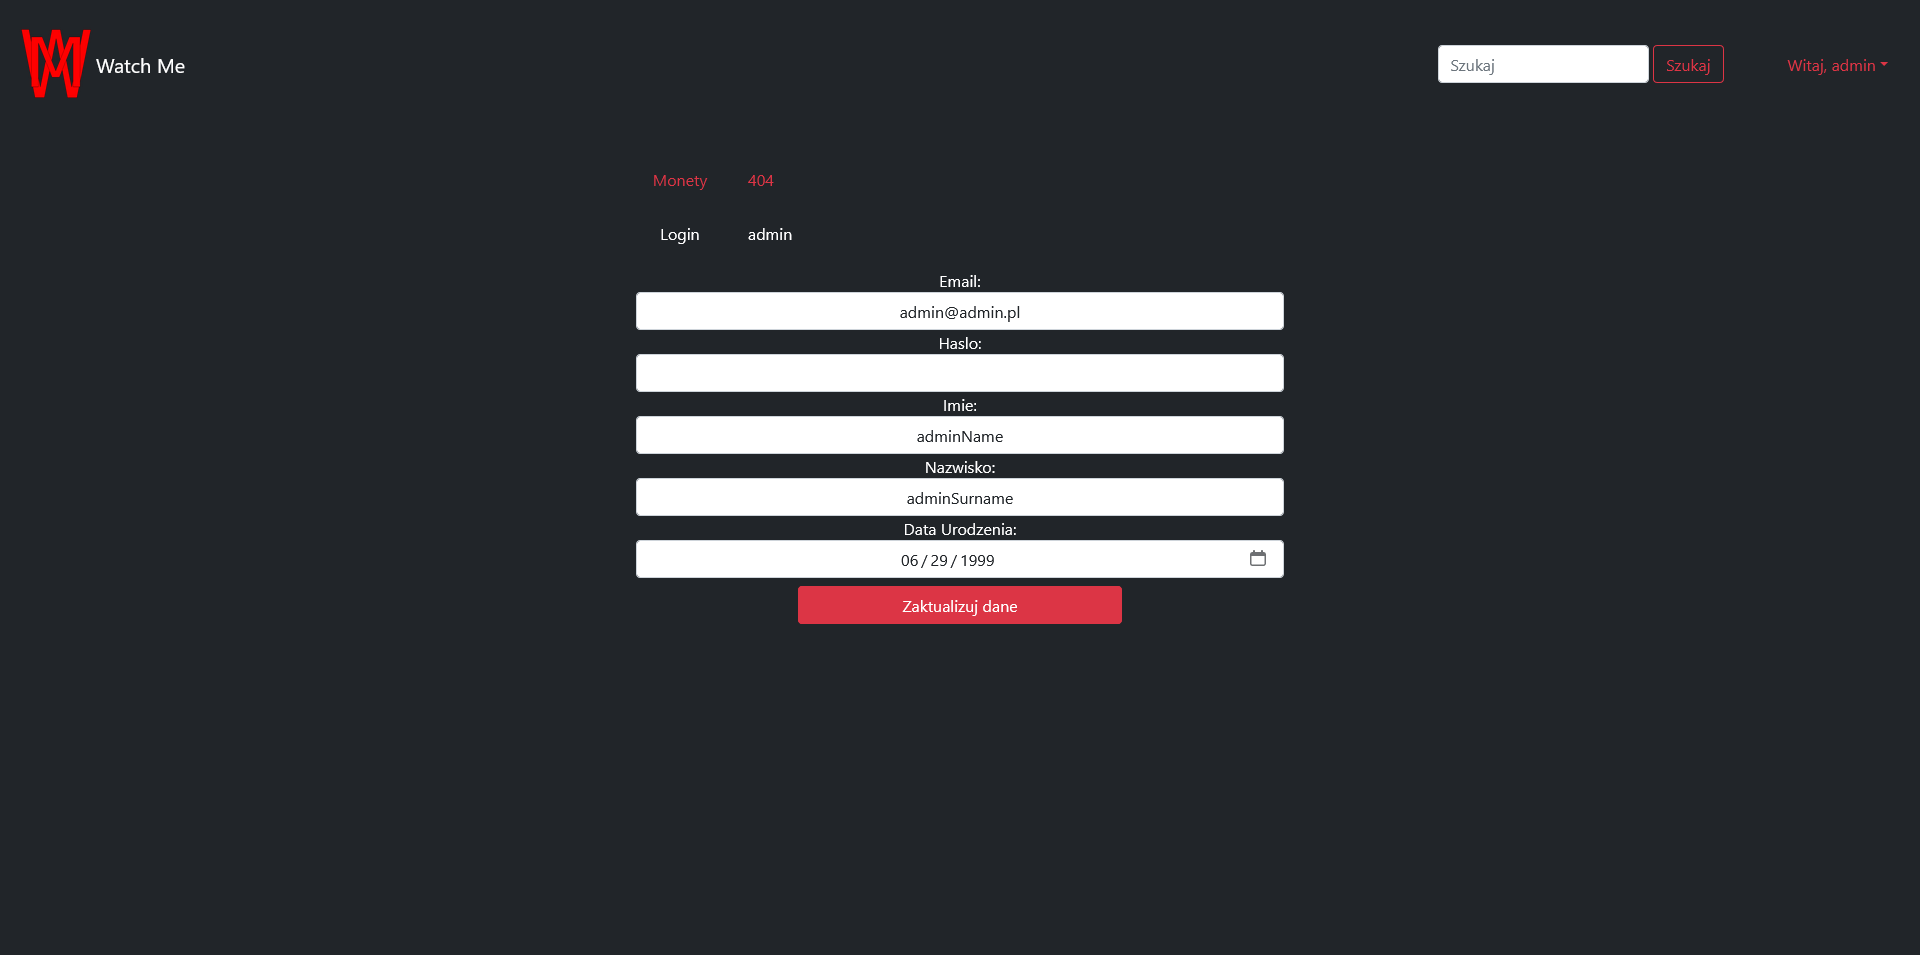 WM Watch Me
Szukaj Szukaj Witaj, admin
Monety 404
Login admin
Email:
admin@admin.pl
Haslo:
Imie:
adminName
Nazwisko:
adminSurname
Data Urodzenia:
06 / 29 / 1999
Zaktualizuj dane